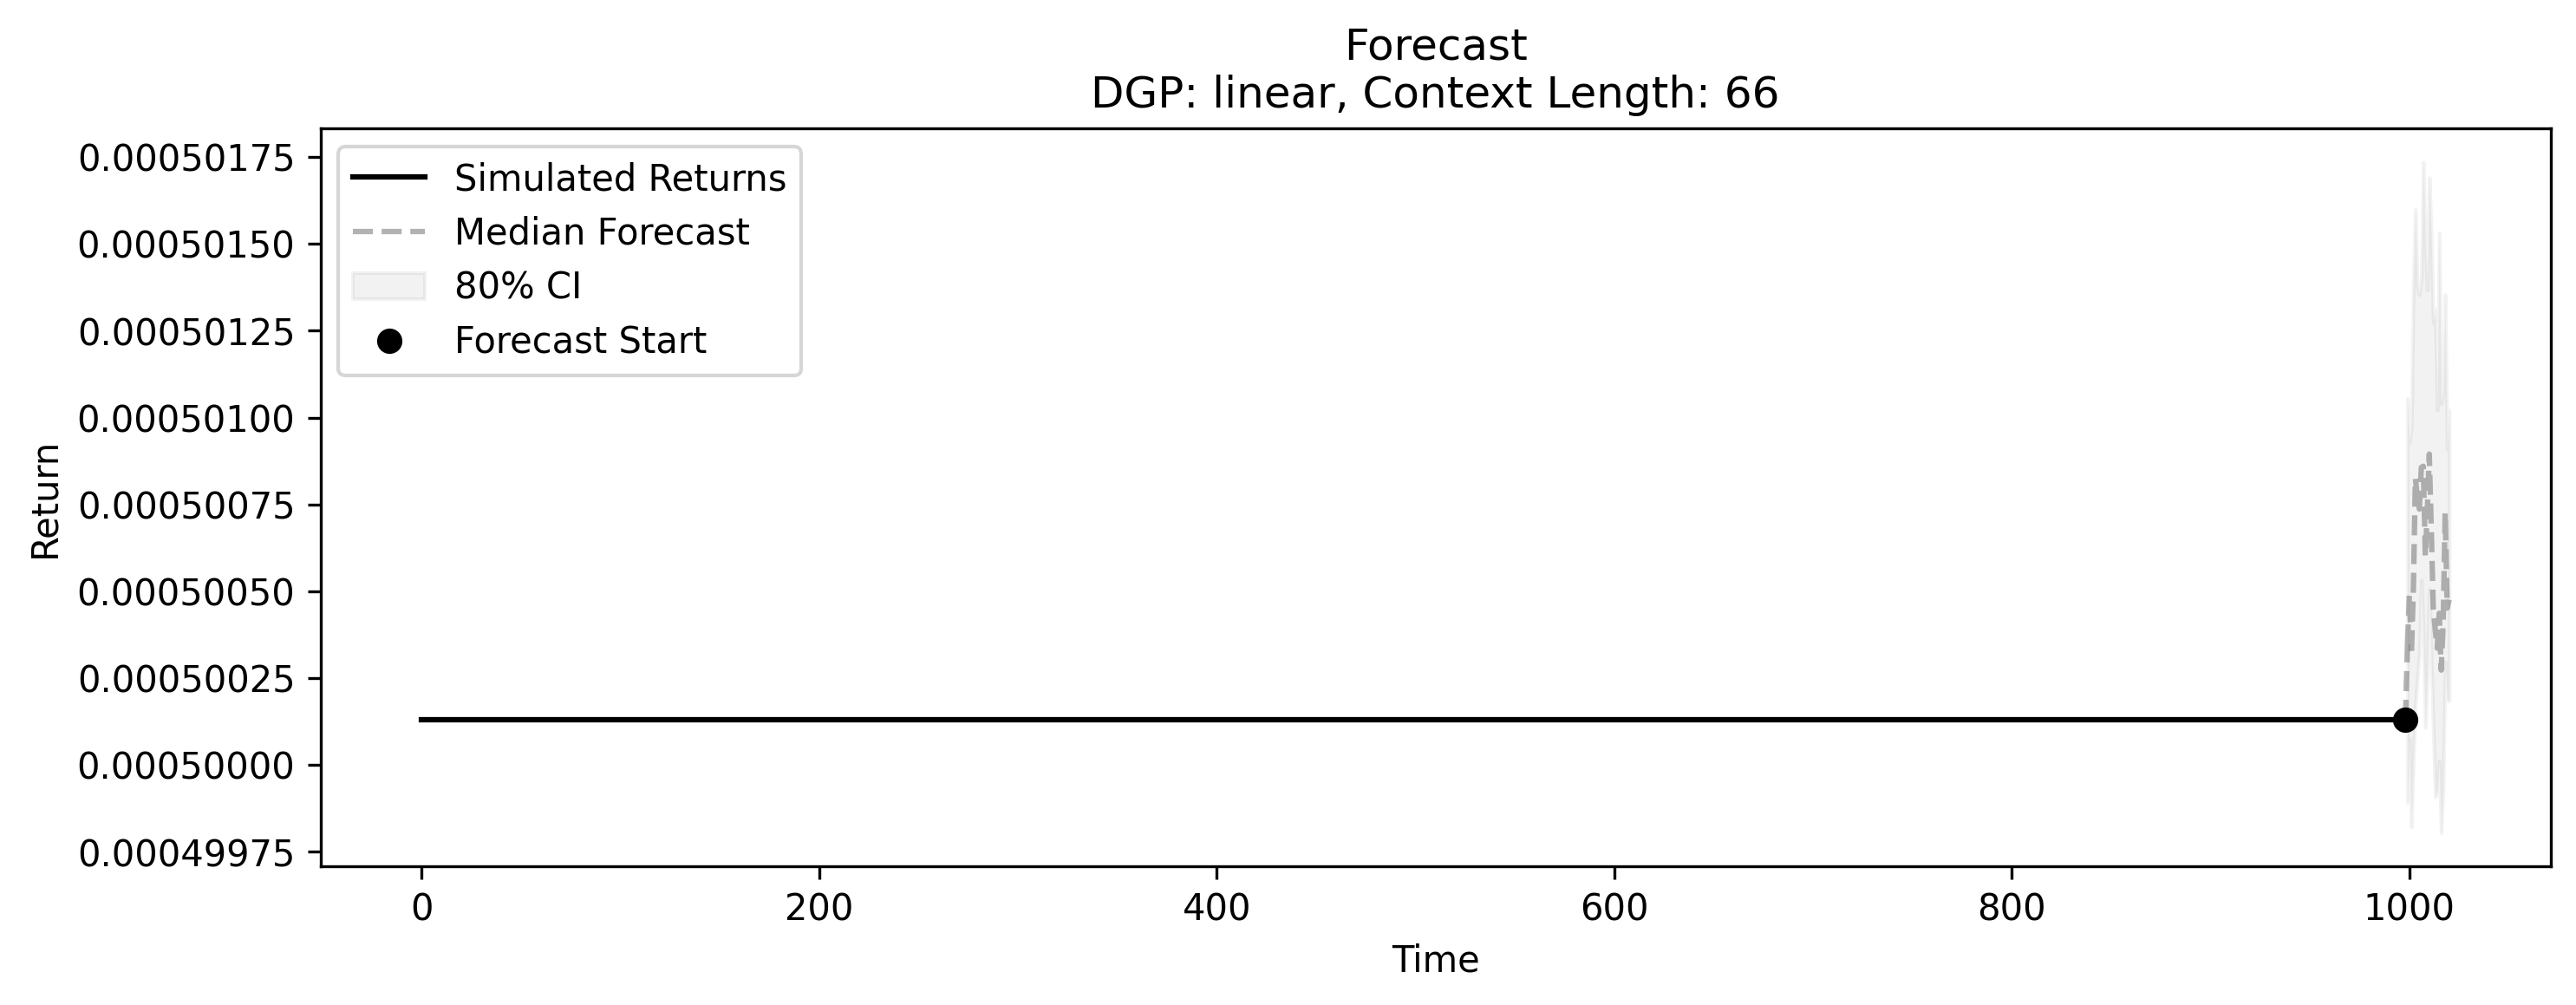 Forecast
DGP: linear, Context Length: 66
0.00050175
0.00050150
0.00050125
0.00050100
0.00050075
0.00050050
0.00050025
0.00050000
0.00049975
Return
Simulated Returns
Median Forecast
80% CI
Forecast Start
0 200 400 600 800 1000
Time